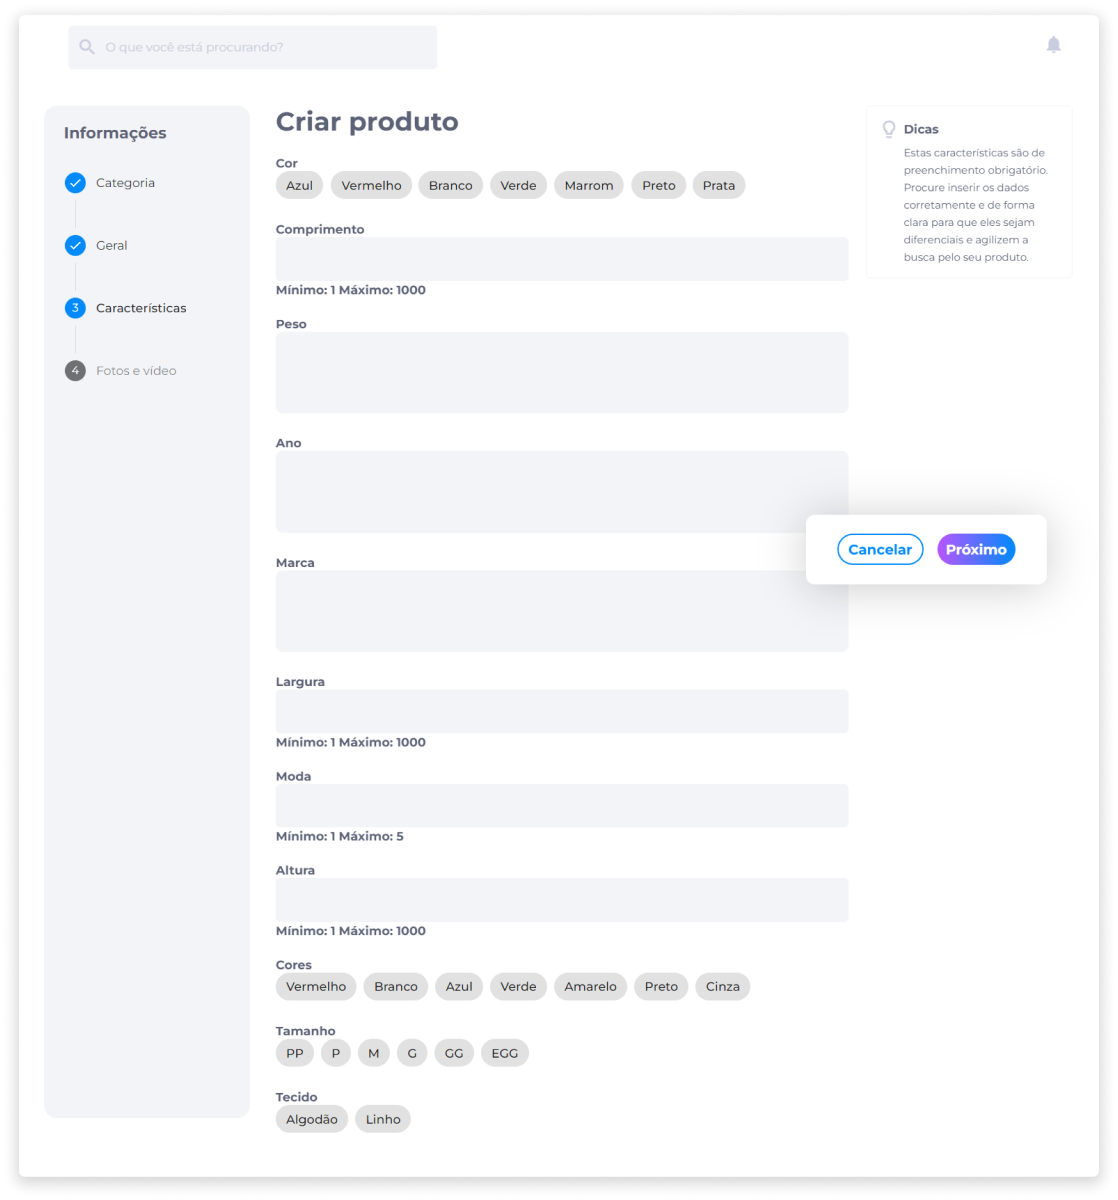 O que você está procurando?
Informações
Categoria
Geral
3 Características
4 Fotos e vídeo
Criar produto
Cor
Azul Vermelho Branco Verde Marrom Preto Prata
Comprimento
Mínimo: 1 Máximo: 1000
Peso
Ano
Marca
Largura
Mínimo: 1 Máximo: 1000
Moda
Mínimo: 1 Máximo: 5
Altura
Mínimo: 1 Máximo: 1000
Cores
Vermelho Branco Azul Verde Amarelo Preto Cinza
Tamanho
PP P M G GG EGG
Tecido
Algodão Linho
Dicas
Estas características são de
preenchimento obrigatório.
Procure inserir os dados
corretamente e de forma
clara para que eles sejam
diferenciais e agilizem a
busca pelo seu produto.
Cancelar Próximo